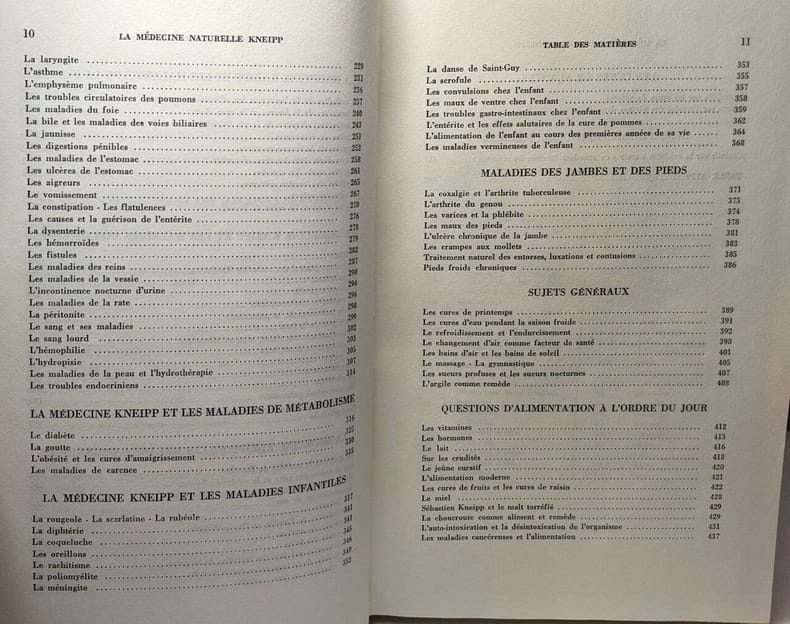 10
LA MÉDECINE NATURELLE KNEIPP
La laryngite 229
L'asthme 231
L'emphysème pulmonaire 236
Les troubles circulatoires des poumons 237
Les maladies du foie 240
La bile et les maladies des voies biliaires 243
La jaunisse 251
Les digestions pénibles 252
Les maladies de l'estomac 258
Les ulcères de l'estomac 261
Les aigreurs 265
Le vomissement 267
La constipation - Les flatulences 270
Les causes et la guérison de l'entérite 276
La dysenterie 278
Les hémorroïdes 279
Les fistules 282
Les maladies des reins 287
Les maladies de la vessie 290
L'incontinence nocturne d'urine 294
Les maladies de la rate 296
La péritonite 298
Le sang et ses maladies 299
Le sang lourd 302
L'hémophilie 303
L'hydropisie 305
Les maladies de la peau et l'hydrothérapie 307
Les troubles endocriniens 314
LA MÉDECINE KNEIPP ET LES MALADIES DE MÉTABOLISME
Le diabète 316
La goutte 325
L'obésité et les cures d'amaigrissement 330
Les maladies de carence 335
LA MÉDECINE KNEIPP ET LES MALADIES INFANTILES
La rougeole - La scarlatine - La rubéole 337
La diphtérie 341
La coqueluche 343
Les oreillons 345
Le rachitisme 346
La poliomyélite 349
La méningite 352
TABLE DES MATIÈRES
11
La danse de Saint-Guy 353
La scrofule 355
Les convulsions chez l'enfant 357
Les maux de ventre chez l'enfant 358
Les troubles gastro-intestinaux chez l'enfant 359
L'entérite et les effets salutaires de la cure de pommes 362
L'alimentation de l'enfant au cours des premières années de sa vie 364
Les maladies vermineuses de l'enfant 368
MALADIES DES JAMBES ET DES PIEDS
La coxalgie et l'arthrite tuberculeuse 371
L'arthrite du genou 373
Les varices et la phlébite 374
Les maux des pieds 378
L'ulcère chronique de la jambe 381
Les crampes aux mollets 383
Traitement naturel des entorses, luxations et contusions 385
Pieds froids chroniques 386
SUJETS GÉNÉRAUX
Les cures de printemps 389
Les cures d'eau pendant la saison froide 391
Le refroidissement et l'endurcissement 392
Le changement d'air comme facteur de santé 398
Les bains d'air et les bains de soleil 401
Le massage - La gymnastique 405
Les sueurs profuses et les sueurs nocturnes 407
L'argile comme remède 408
QUESTIONS D'ALIMENTATION À L'ORDRE DU JOUR
Les vitamines 412
Les hormones 413
Le lait 416
Sur les crudités 418
Le jeûne curatif 420
L'alimentation moderne 421
Les cures de fruits et les cures de raisin 422
Le miel 428
Sébastien Kneipp et le malt torréfié 429
La choucroute comme aliment et remède 429
L'auto-intoxication et la désintoxication de l'organisme 431
Les maladies cancéreuses et l'alimentation 437